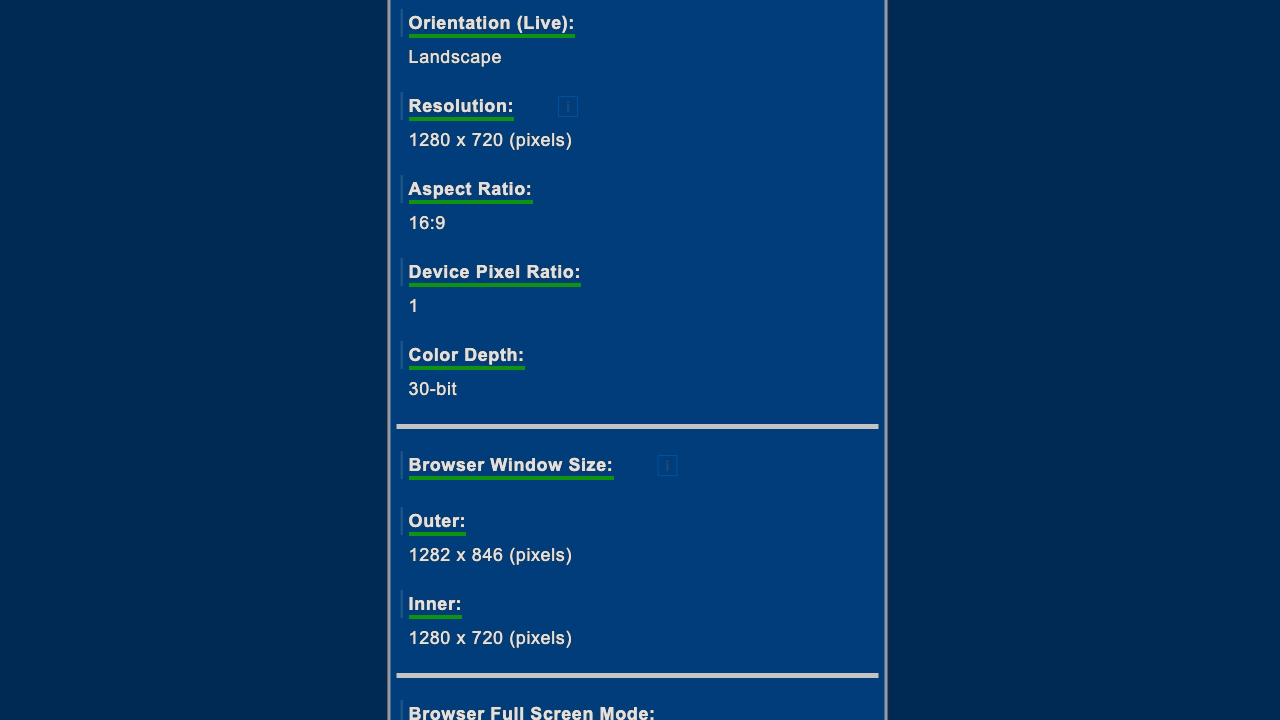 Orientation (Live):
Landscape
Resolution: i
1280 x 720 (pixels)
Aspect Ratio:
16:9
Device Pixel Ratio:
1
Color Depth:
30-bit
Browser Window Size: i
Outer:
1282 x 846 (pixels)
Inner:
1280 x 720 (pixels)
Browser Full Screen Mode: